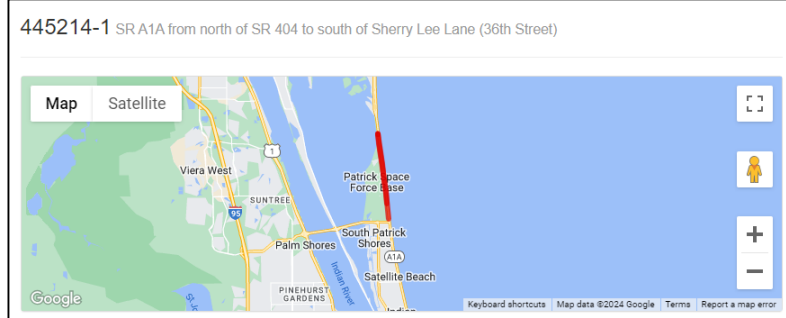 445214-1 SR A1A from north of SR 404 to south of Sherry Lee Lane (36th Street)
Map Satellite
1
Viera West
Patrick Space
Force Base
SUNTREE
95
South Patrick
Shores
Palm Shores
A1A
Indian River
Satellite Beach
PINEHURST
GARDENS
Google
Keyboard shortcuts Map data ©2024 Google Terms Report a map error